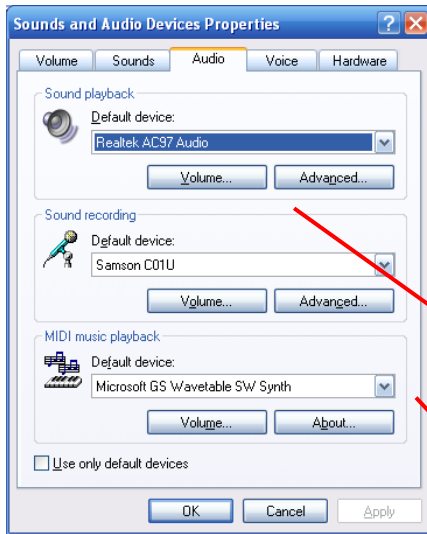 Sounds and Audio Devices Properties
Volume Sounds Audio Voice Hardware
Sound playback
Default device:
Realtek AC97 Audio
Volume... Advanced...
Sound recording
Default device:
Samson C01U
Volume... Advanced...
MIDI music playback
Default device:
Microsoft GS Wavetable SW Synth
Volume... About...
Use only default devices
OK Cancel Apply